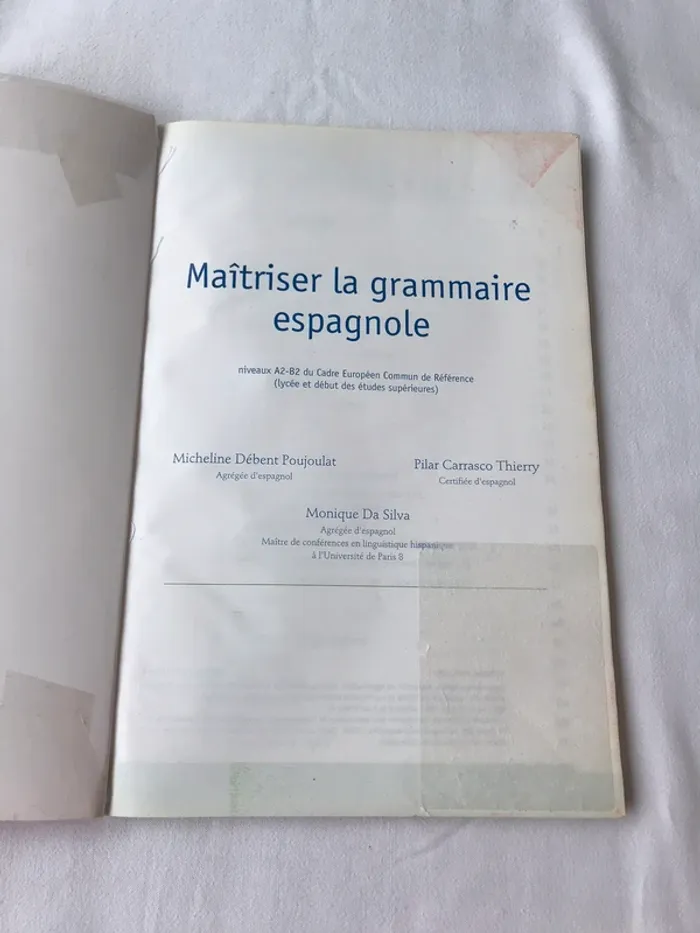 Maîtriser la grammaire
espagnole
niveaux A2-B2 du Cadre Européen Commun de Référence
(lycée et début des études supérieures)
Micheline Débent Poujoulat
Agrégée d'espagnol
Pilar Carrasco Thierry
Certifiée d'espagnol
Monique Da Silva
Agrégée d'espagnol
Maître de conférences en linguistique hispanique
à l'Université de Paris 8